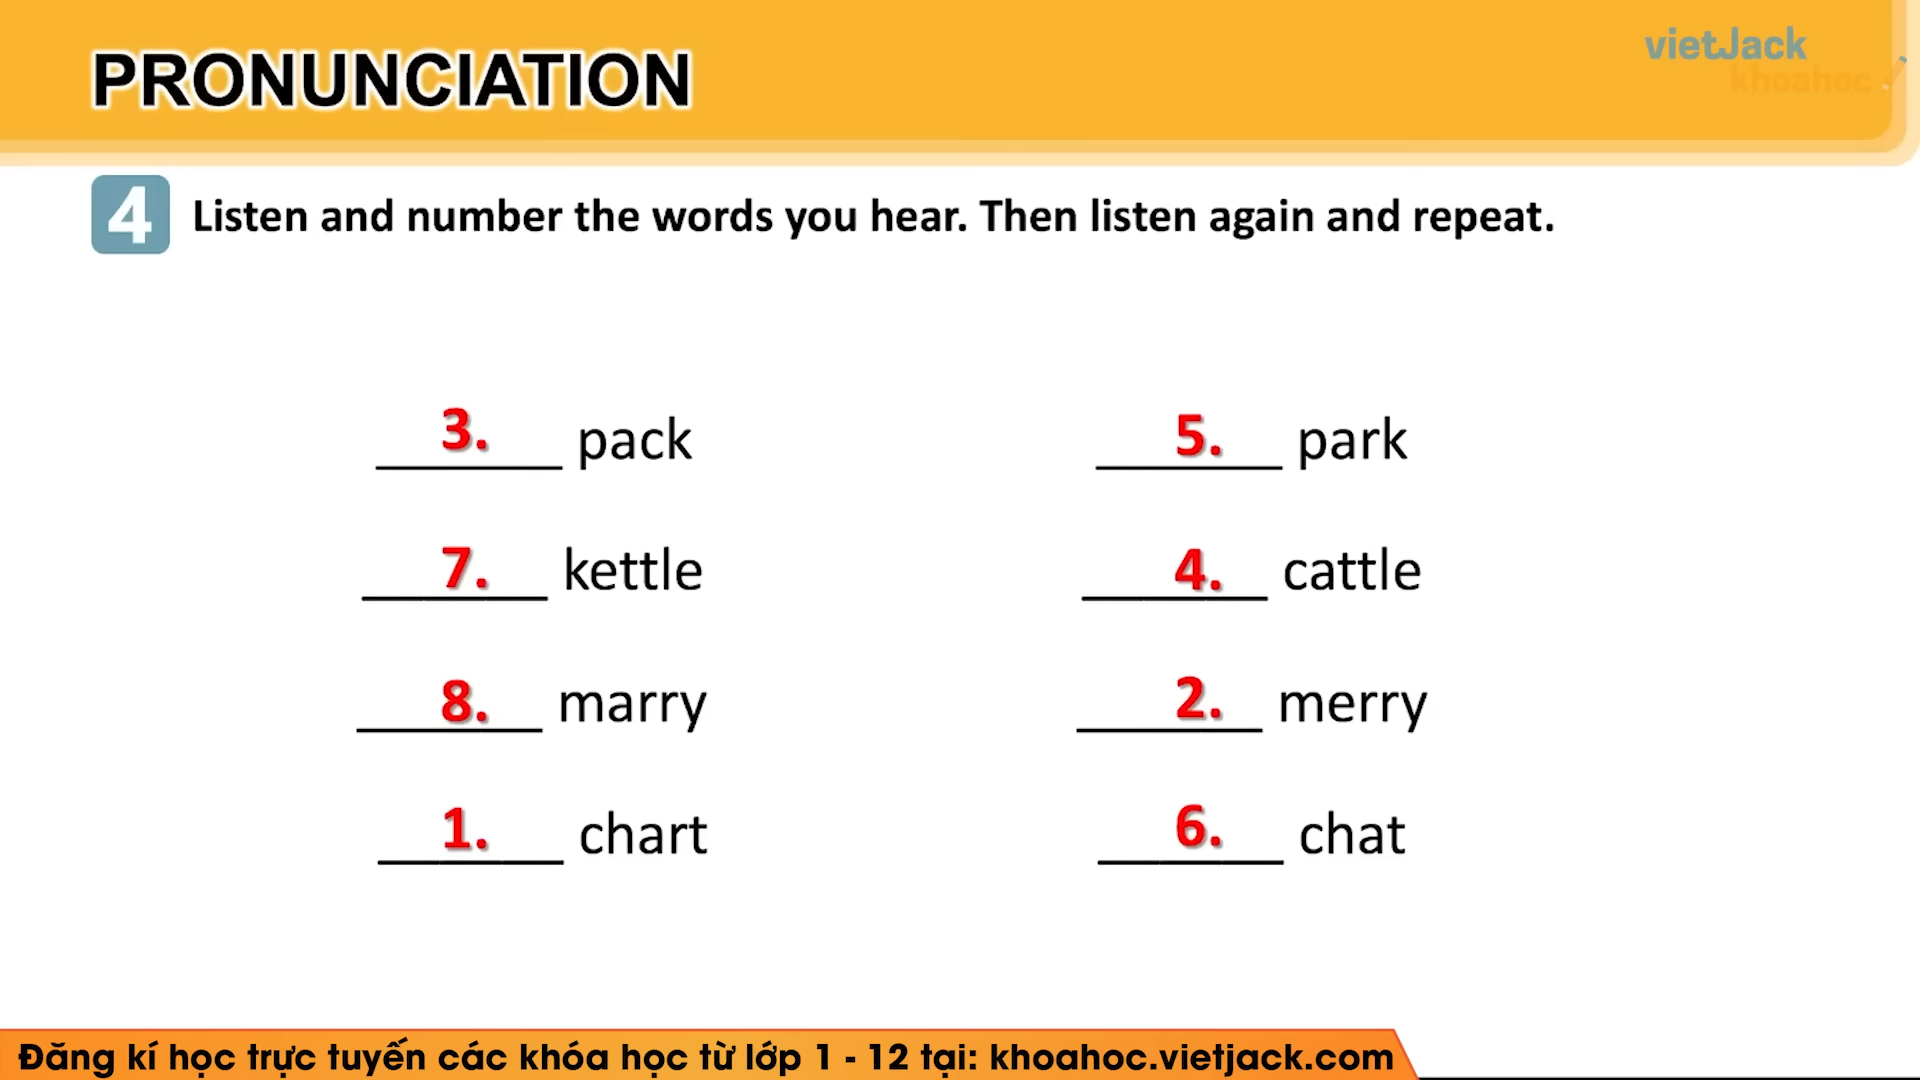 PRONUNCIATION
vietJack
khoahoc
4 Listen and number the words you hear. Then listen again and repeat.
3. pack
5. park
7. kettle
4. cattle
8. marry
2. merry
1. chart
6. chat
Đăng kí học trực tuyến các khóa học từ lớp 1 - 12 tại: khoahoc.vietjack.com